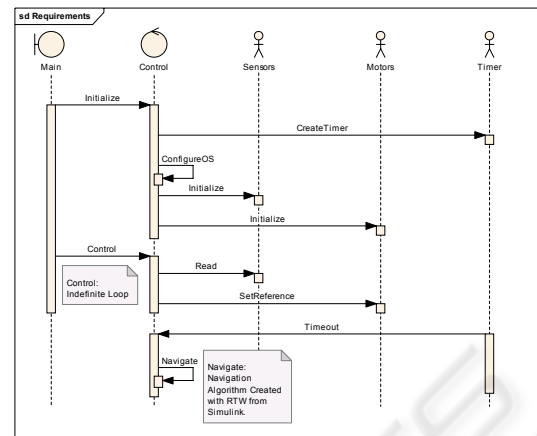 sd Requirements
Main
Control
Sensors
Motors
Timer
Initialize
CreateTimer
ConfigureOS
Initialize
Initialize
Control
Control:
Indefinite Loop
Read
SetReference
Timeout
Navigate
Navigate:
Navigation
Algorithm Created
with RTW from
Simulink.